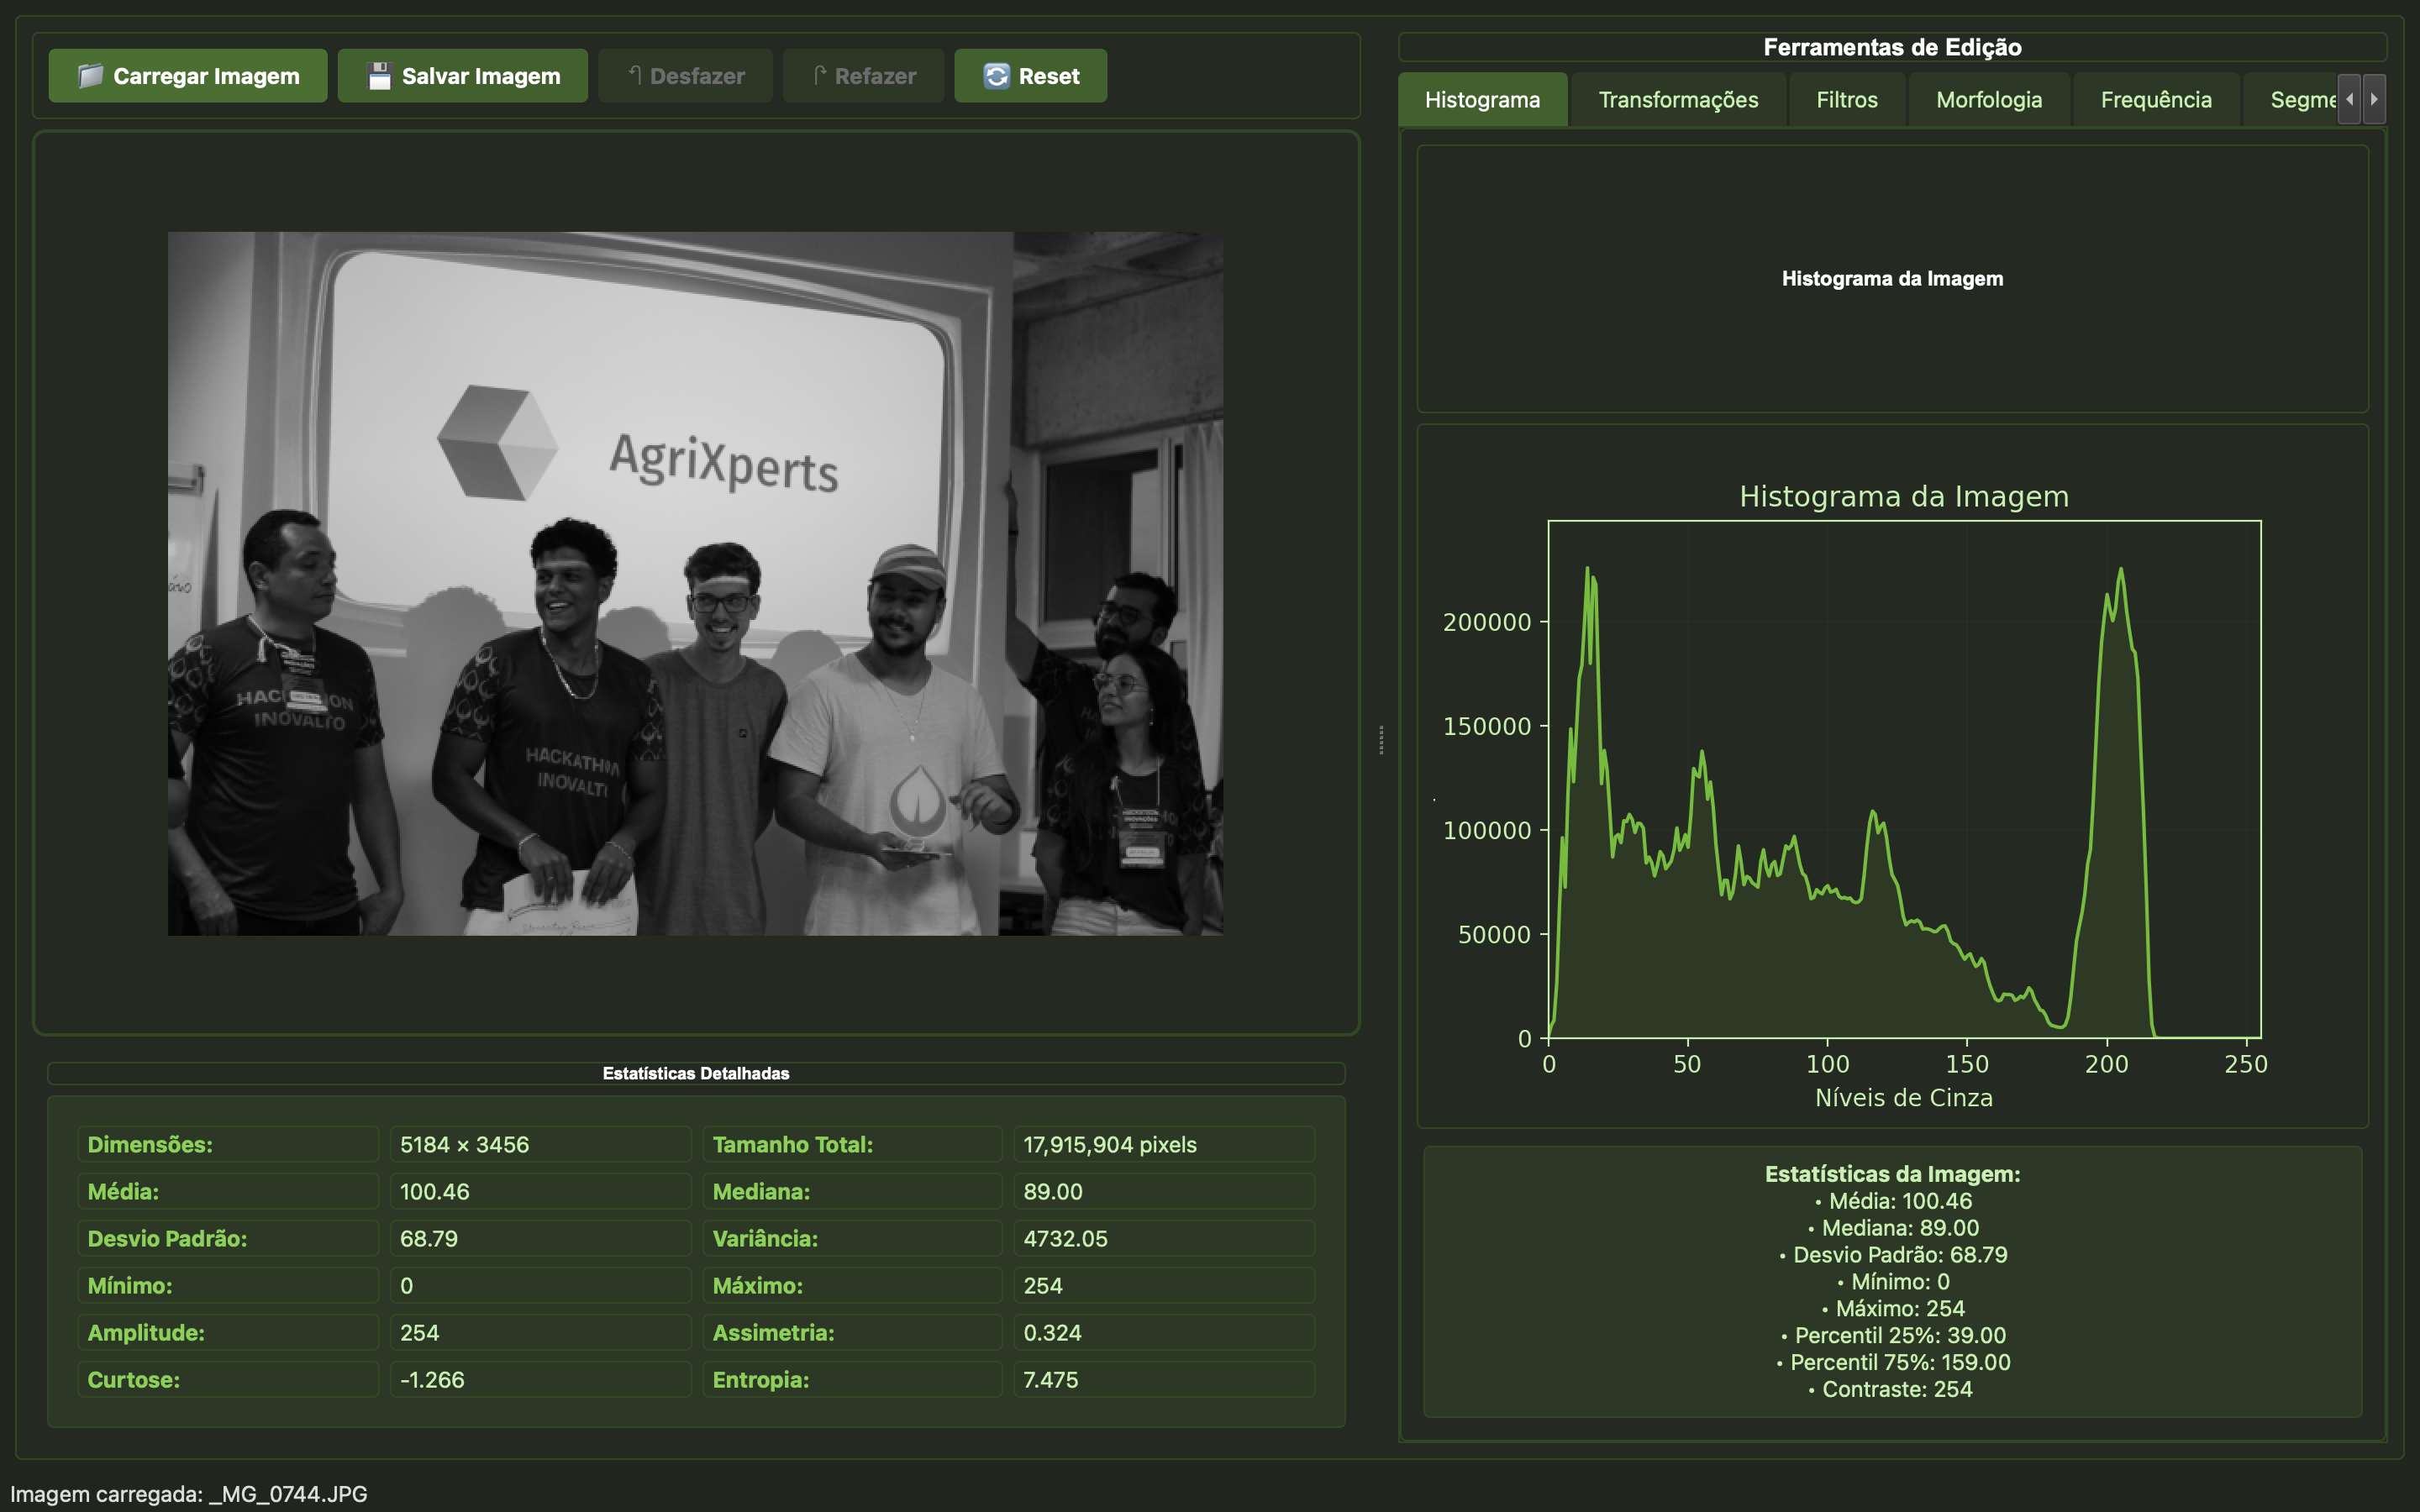 Carregar Imagem
Salvar Imagem
Desfazer
Refazer
Reset
AgriXperts
HACKATHON
INOVALTO
HACKATHON
INOVALT
Estatísticas Detalhadas
Dimensões: 5184 × 3456 Tamanho Total: 17,915,904 pixels
Média: 100.46 Mediana: 89.00
Desvio Padrão: 68.79 Variância: 4732.05
Mínimo: 0 Máximo: 254
Amplitude: 254 Assimetria: 0.324
Curtose: -1.266 Entropia: 7.475
Ferramentas de Edição
Histograma
Transformações
Filtros
Morfologia
Frequência
Segme
Histograma da Imagem
Histograma da Imagem
200000
150000
100000
50000
0
0 50 100 150 200 250
Níveis de Cinza
Estatísticas da Imagem:
• Média: 100.46
• Mediana: 89.00
• Desvio Padrão: 68.79
• Mínimo: 0
• Máximo: 254
• Percentil 25%: 39.00
• Percentil 75%: 159.00
• Contraste: 254
Imagem carregada: _MG_0744.JPG